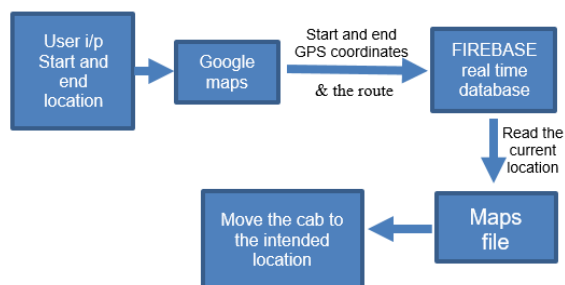 User i/p
Start and
end
location
Google
maps
Start and end
GPS coordinates
& the route
FIREBASE
real time
database
Read the
current
location
Maps
file
Move the cab to
the intended
location